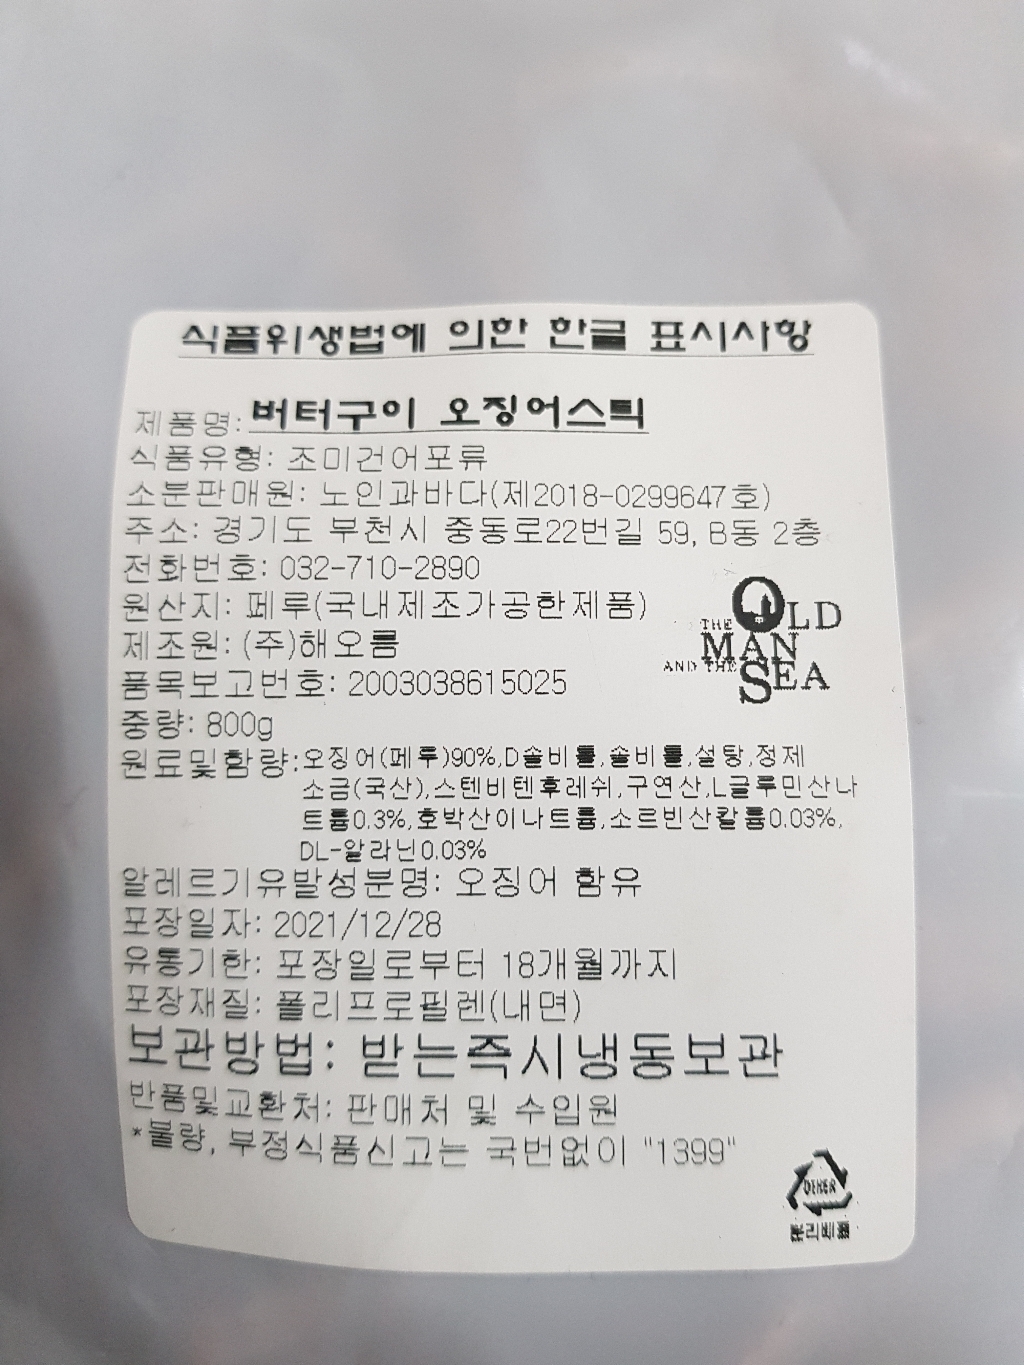 식품위생법에 의한 한글 표시사항
제품명: 버터구이 오징어스틱
식품유형: 조미건어포류
소분판매원: 노인과바다(제2018-0299647호)
주소: 경기도 부천시 중동로22번길 59, B동 2층
전화번호: 032-710-2890
원산지: 페루(국내제조가공한제품)
제조원: (주)해오름
품목보고번호: 2003038615025
중량: 800g
원료및함량: 오징어(페루)90%,D솔비톨,솔비톨,설탕,정제
소금(국산),스텐비텐후레쉬,구연산,L글루민산나
트륨0.3%,호박산이나트륨,소르빈산칼륨0.03%,
DL-알라닌0.03%
알레르기유발성분명: 오징어 함유
포장일자: 2021/12/28
유통기한: 포장일로부터 18개월까지
포장재질: 폴리프로필렌(내면)
보관방법: 받는즉시냉동보관
반품및교환처: 판매처 및 수입원
*불량, 부정식품신고는 국번없이 "1399"
THE OLD
MAN
AND THE SEA
OTHER
분리배출